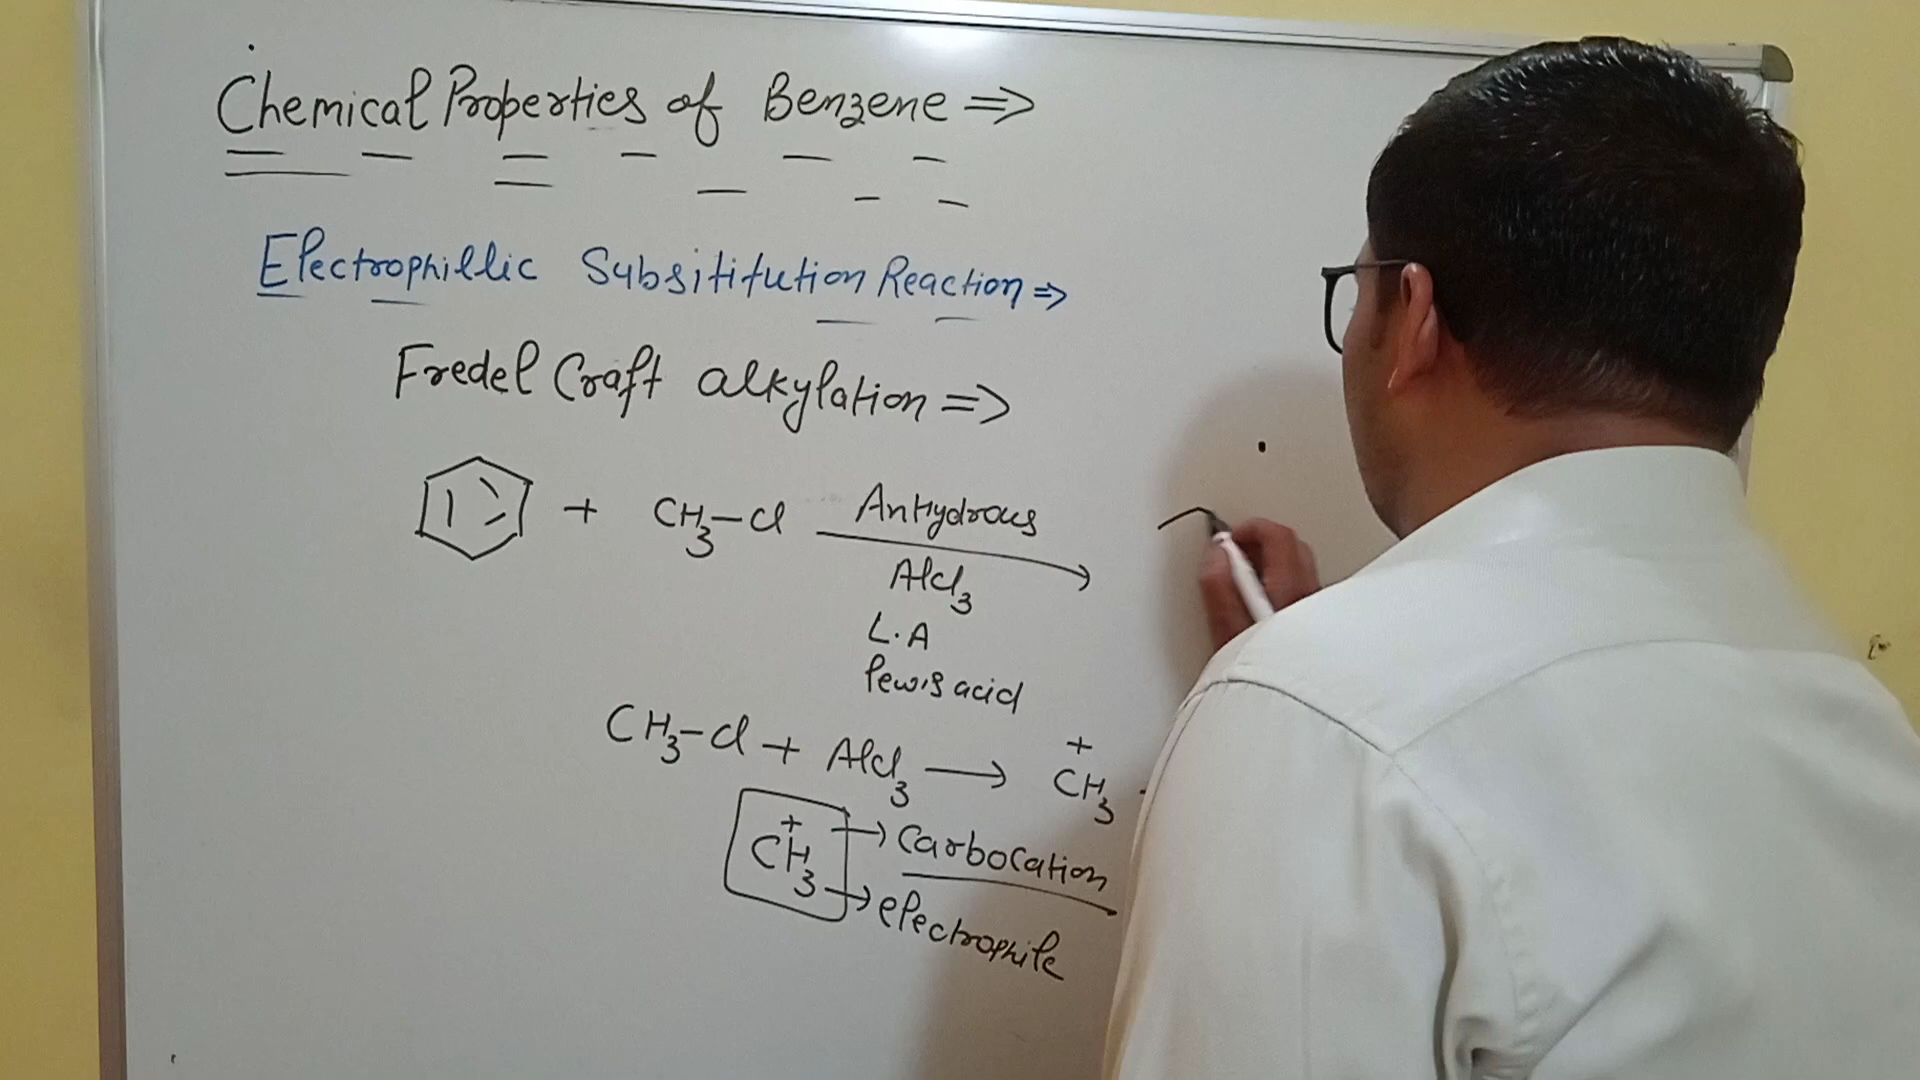 Chemical Properties of Benzene ⇒
Electrophillic Subsititution Reaction ⇒
Fredel Craft alkylation ⇒
+ CH3-Cl Anhydrous
AlCl3
L.A
lewis acid
CH3-Cl + AlCl3 → +CH3
+CH3 → Carbocation
→ electrophile